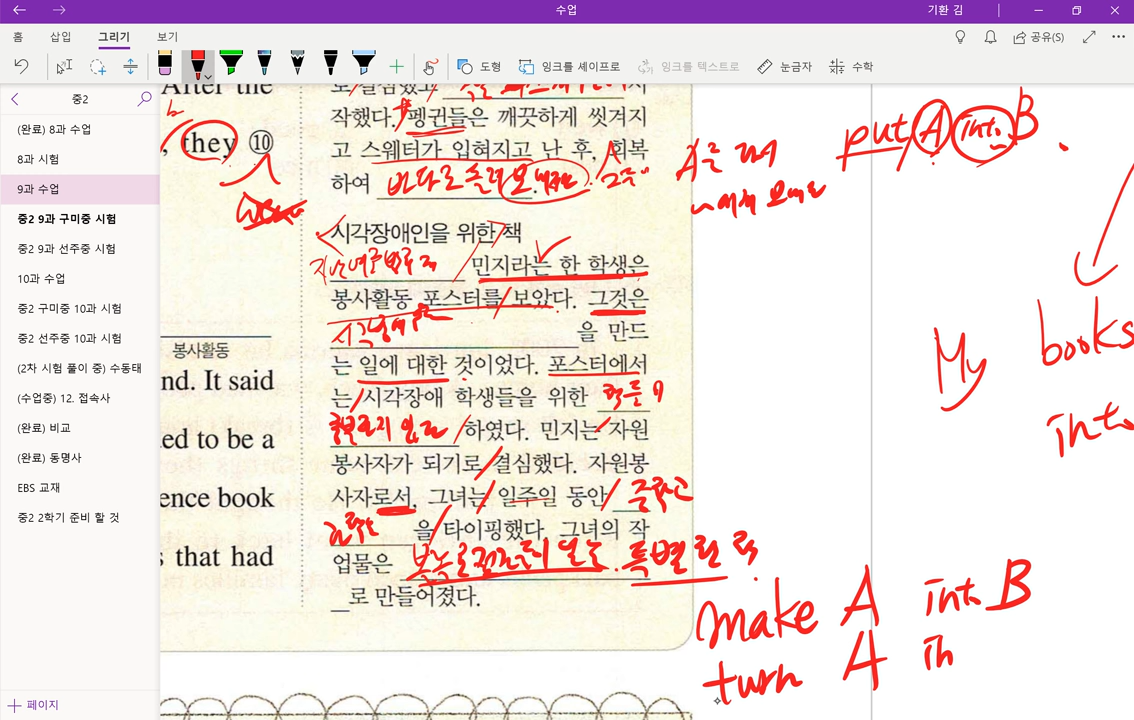 수업
기환 김
홈 삽입 그리기 보기
공유(S)
도형 잉크를 셰이프로 잉크를 텍스트로 눈금자 수학
중2
(완료) 8과 수업
8과 시험
9과 수업
중2 9과 구미중 시험
중2 9과 선주중 시험
10과 수업
중2 구미중 10과 시험
중2 선주중 10과 시험
(2차 시험 풀이 중) 수동태
(수업중) 12. 접속사
(완료) 비교
(완료) 동명사
EBS 교재
중2 2학기 준비 할 것
페이지
After the
, they ⑩
봉사활동
nd. It said
ed to be a
ence book
s that had
작했다. 펭귄들은 깨끗하게 씻겨지
고 스웨터가 입혀지고 난 후, 회복
하여 바다로 돌려
시각장애인을 위한 책
민지라는 한 학생은
봉사활동 포스터를 보았다. 그것은
을 만드
는 일에 대한 것이었다. 포스터에서
는 시각장애 학생들을 위한
하였다. 민지는 자원
봉사자가 되기로 결심했다. 자원봉
사자로서, 그녀는 일주일 동안
을 타이핑했다. 그녀의 작
업물은 특별한
로 만들어졌다.
put A into B
My books
into
make A into B
turn A in